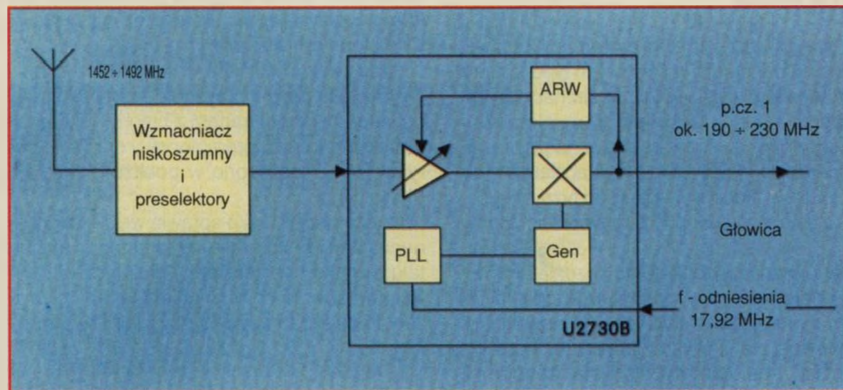 1452 ÷ 1492 MHz
Wzmacniacz
niskoszumny
i
preselektory
ARW
p.cz. 1
ok. 190 ÷ 230 MHz
Głowica
PLL
Gen
f - odniesienia
17,92 MHz
U2730B